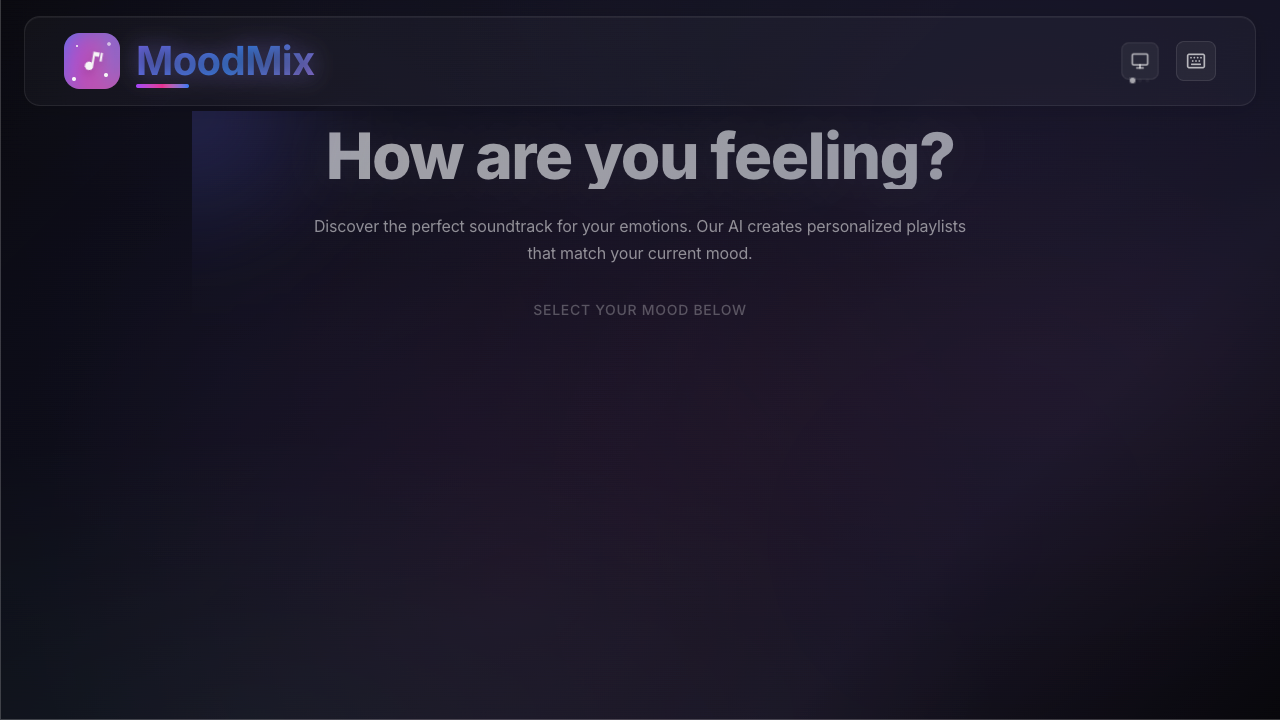 MoodMix
How are you feeling?
Discover the perfect soundtrack for your emotions. Our AI creates personalized playlists
that match your current mood.
SELECT YOUR MOOD BELOW